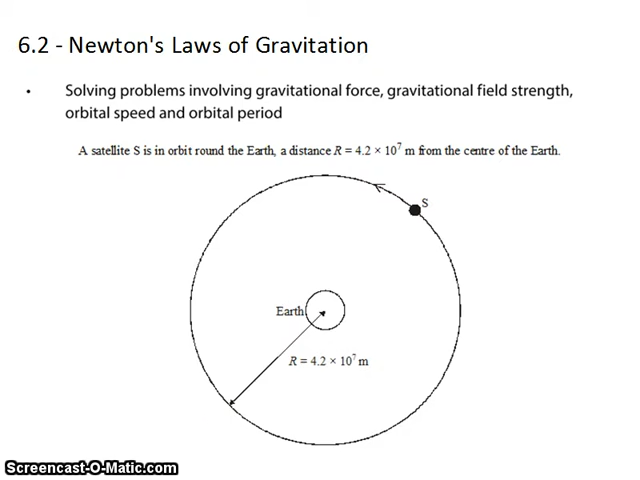 6.2 - Newton's Laws of Gravitation
• Solving problems involving gravitational force, gravitational field strength,
orbital speed and orbital period
A satellite S is in orbit round the Earth, a distance R = 4.2 × 10⁷ m from the centre of the Earth.
S
Earth
R = 4.2 × 10⁷ m
Screencast-O-Matic.com